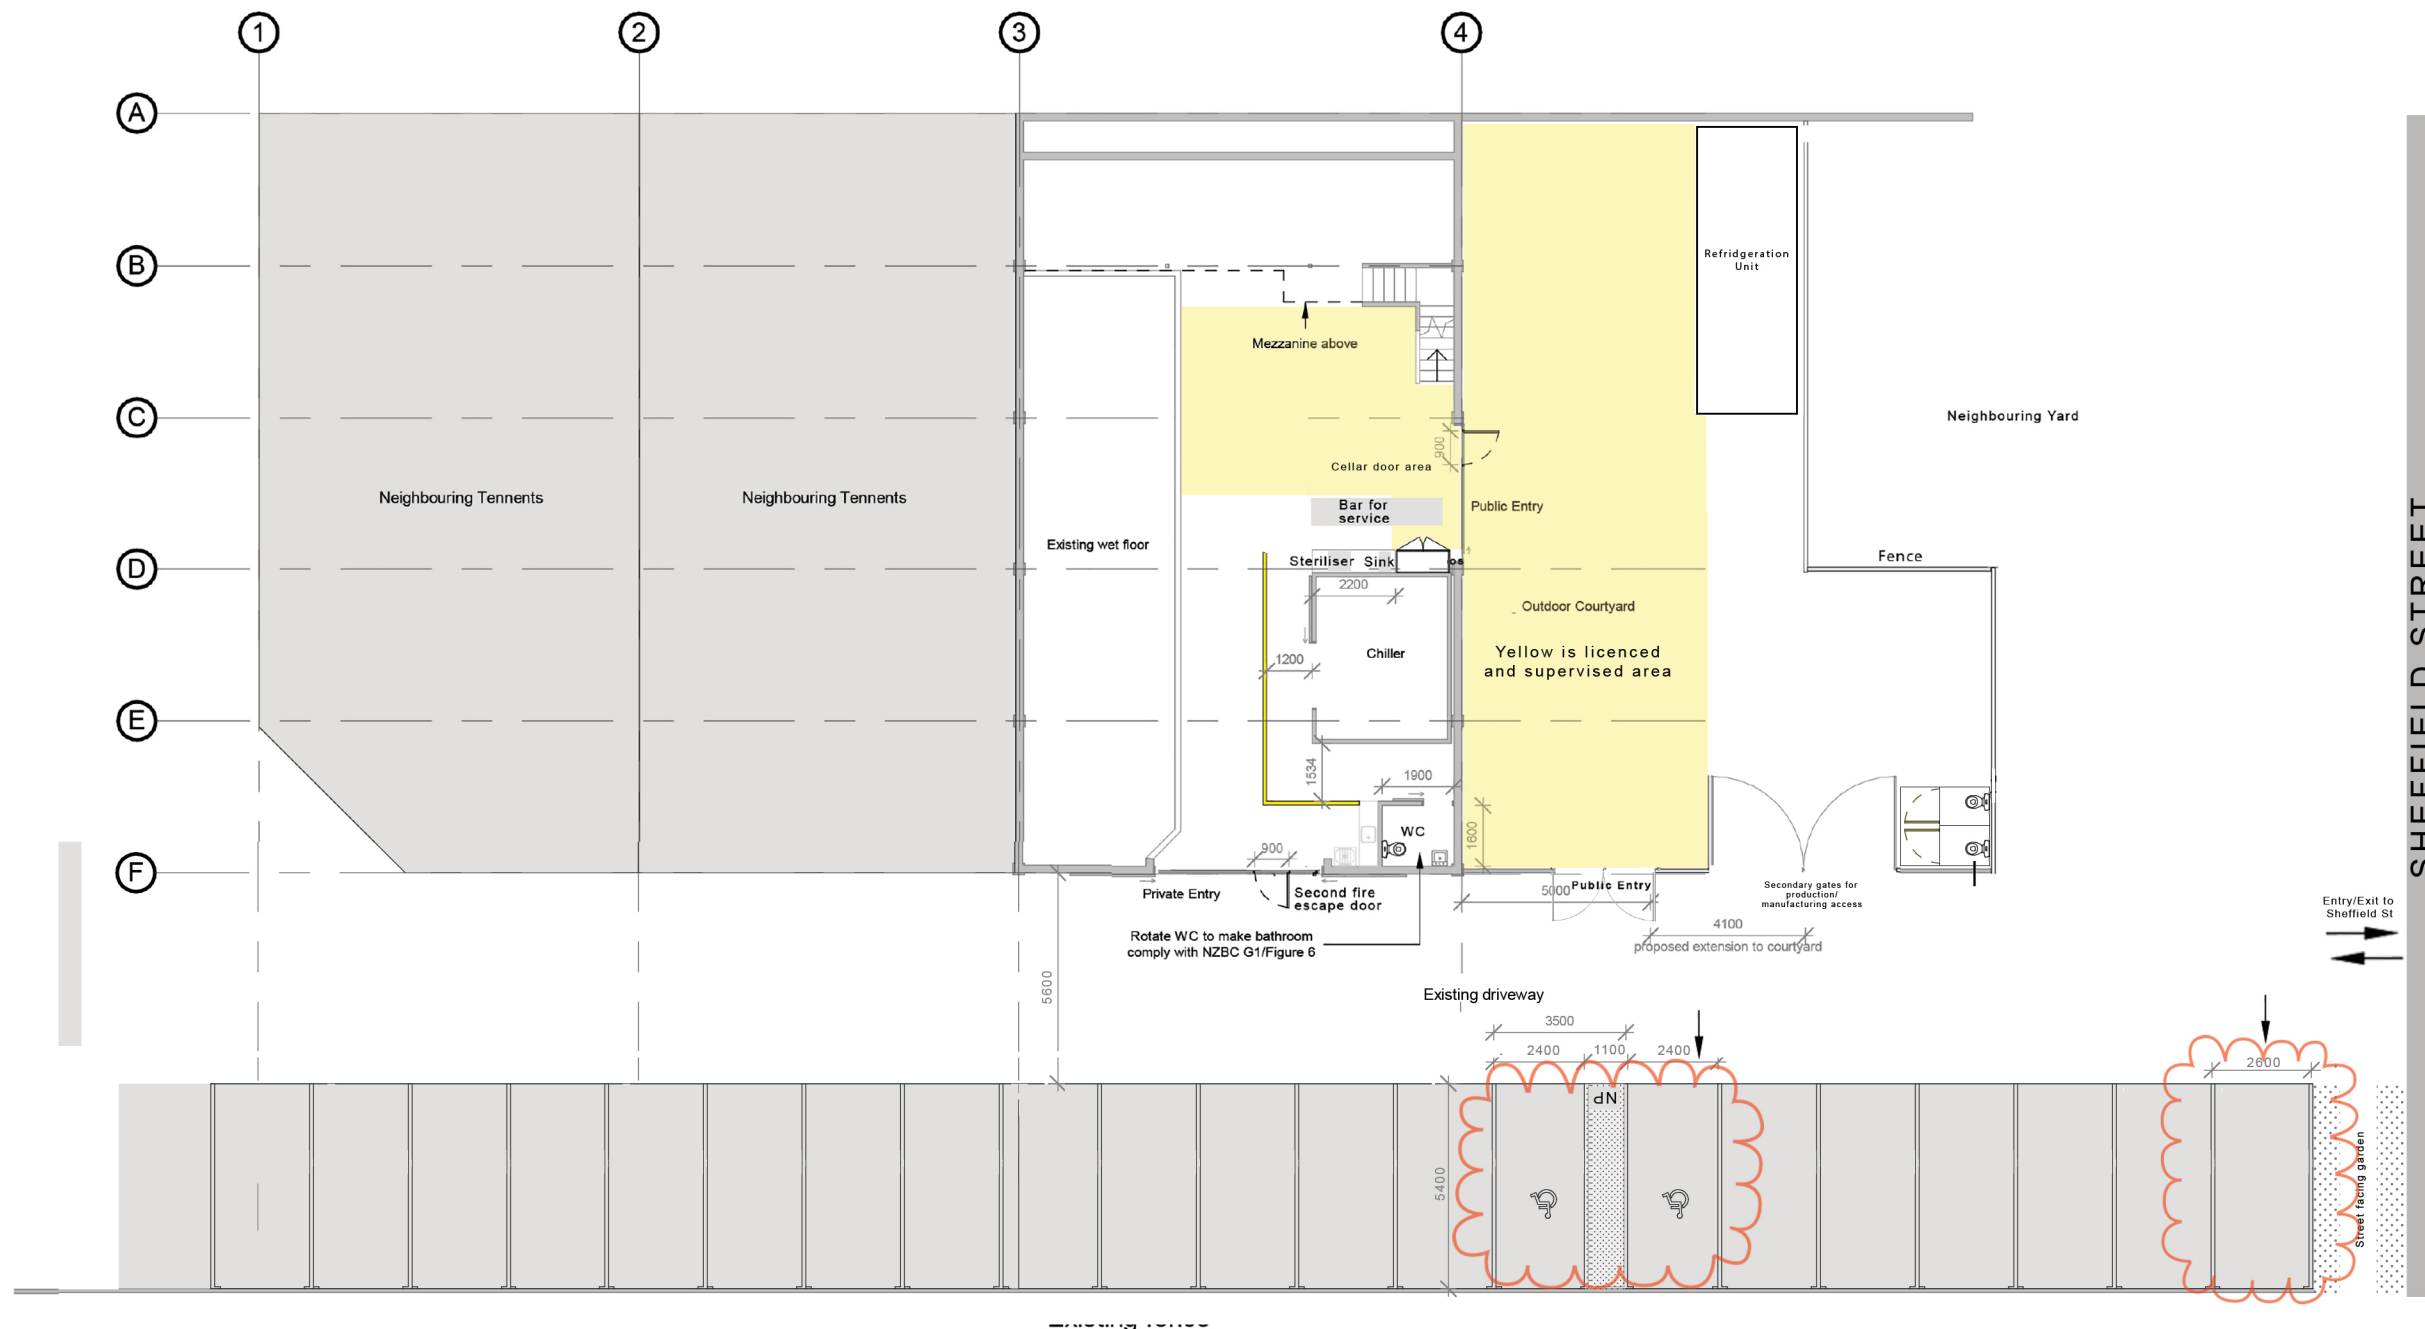 1
2
3
4
A
B
C
D
E
F
Refridgeration
Unit
Mezzanine above
Neighbouring Yard
900
Cellar door area
Neighbouring Tennents
Neighbouring Tennents
Bar for
service
Public Entry
Existing wet floor
Fence
Steriliser Sink
os
2200
Outdoor Courtyard
Chiller
1200
Yellow is licenced
and supervised area
SHEFFIELD STREET
1534
1900
WC
1600
900
Private Entry
Second fire
escape door
5000
Public Entry
Secondary gates for
production/
manufacturing access
Entry/Exit to
Sheffield St
4100
proposed extension to courtyard
Rotate WC to make bathroom
comply with NZBC G1/Figure 6
5600
Existing driveway
3500
2400
1100
2400
2600
NP
5400
Street facing garden
Existing fence